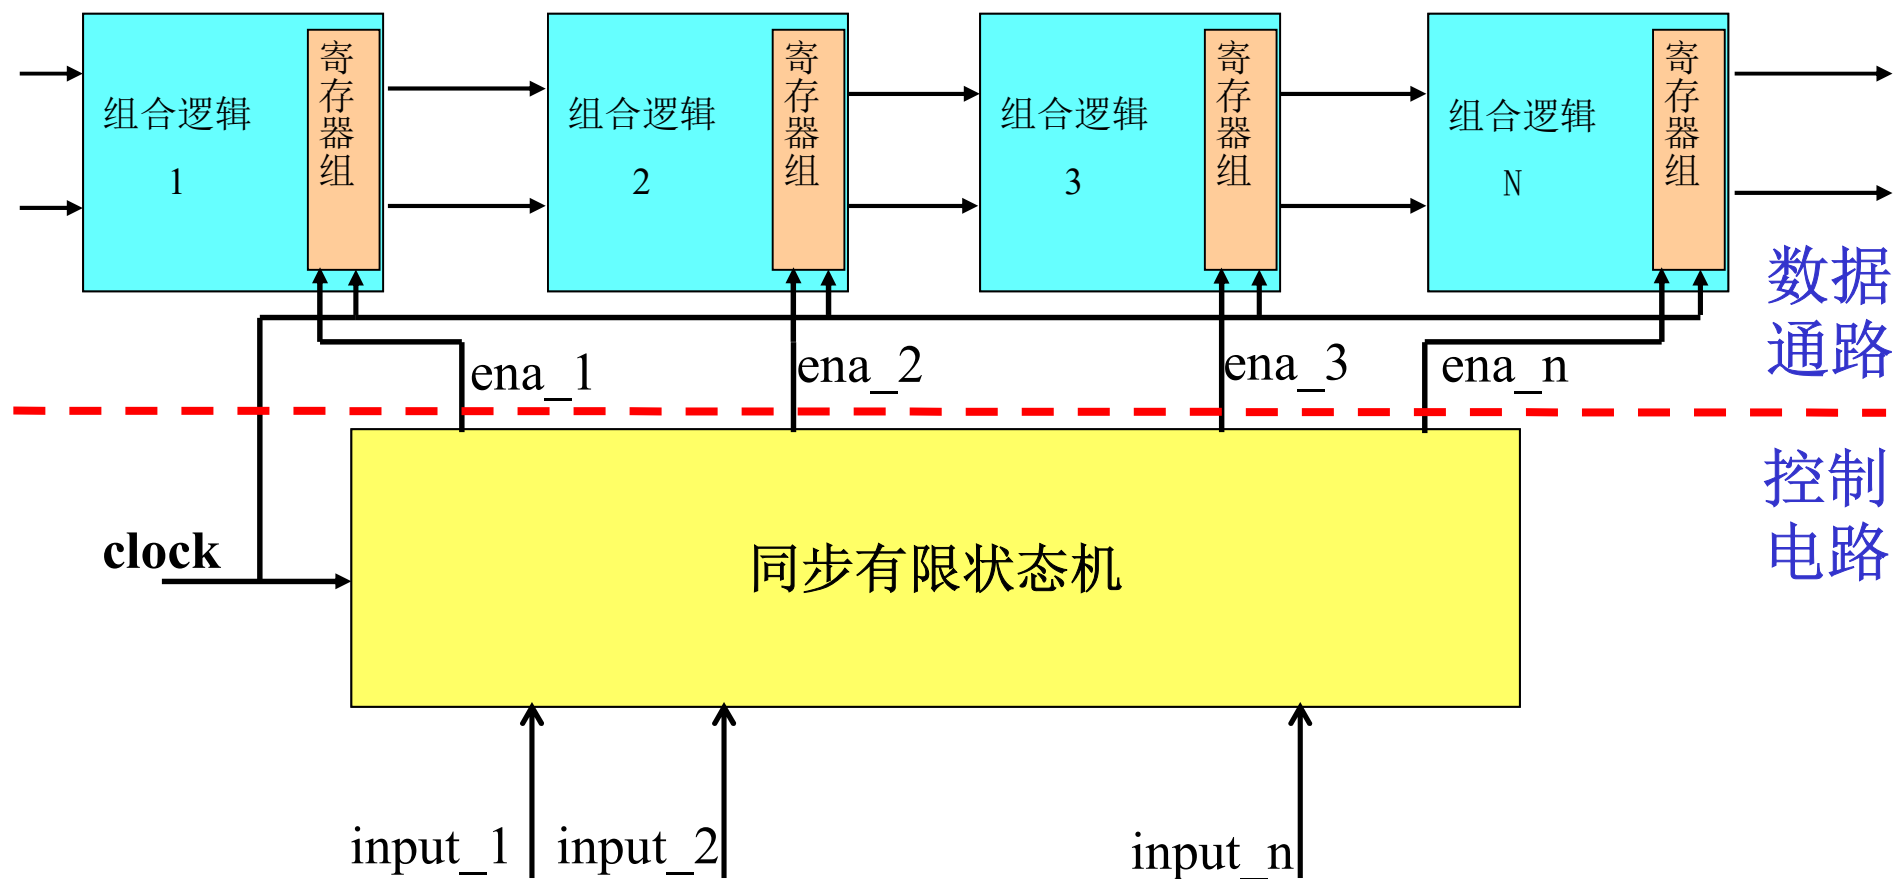 组合逻辑
1
寄存器组
组合逻辑
2
寄存器组
组合逻辑
3
寄存器组
组合逻辑
N
寄存器组
数据
通路
ena_1
ena_2
ena_3
ena_n
控制
电路
clock
同步有限状态机
input_1
input_2
input_n